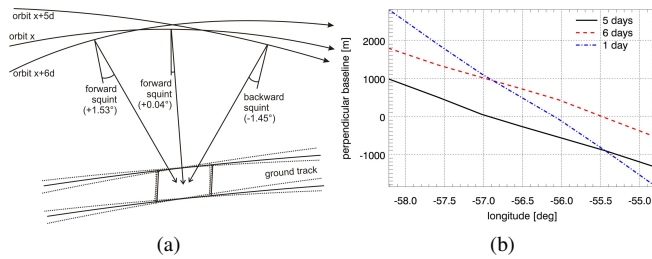 orbit x+5d
orbit x
orbit x+6d
forward
squint
(+1.53°)
forward
squint
(+0.04°)
backward
squint
(-1.45°)
ground track
(a)
perpendicular baseline [m]
2000
1000
0
-1000
5 days
6 days
1 day
-58.0 -57.5 -57.0 -56.5 -56.0 -55.5 -55.0
longitude [deg]
(b)